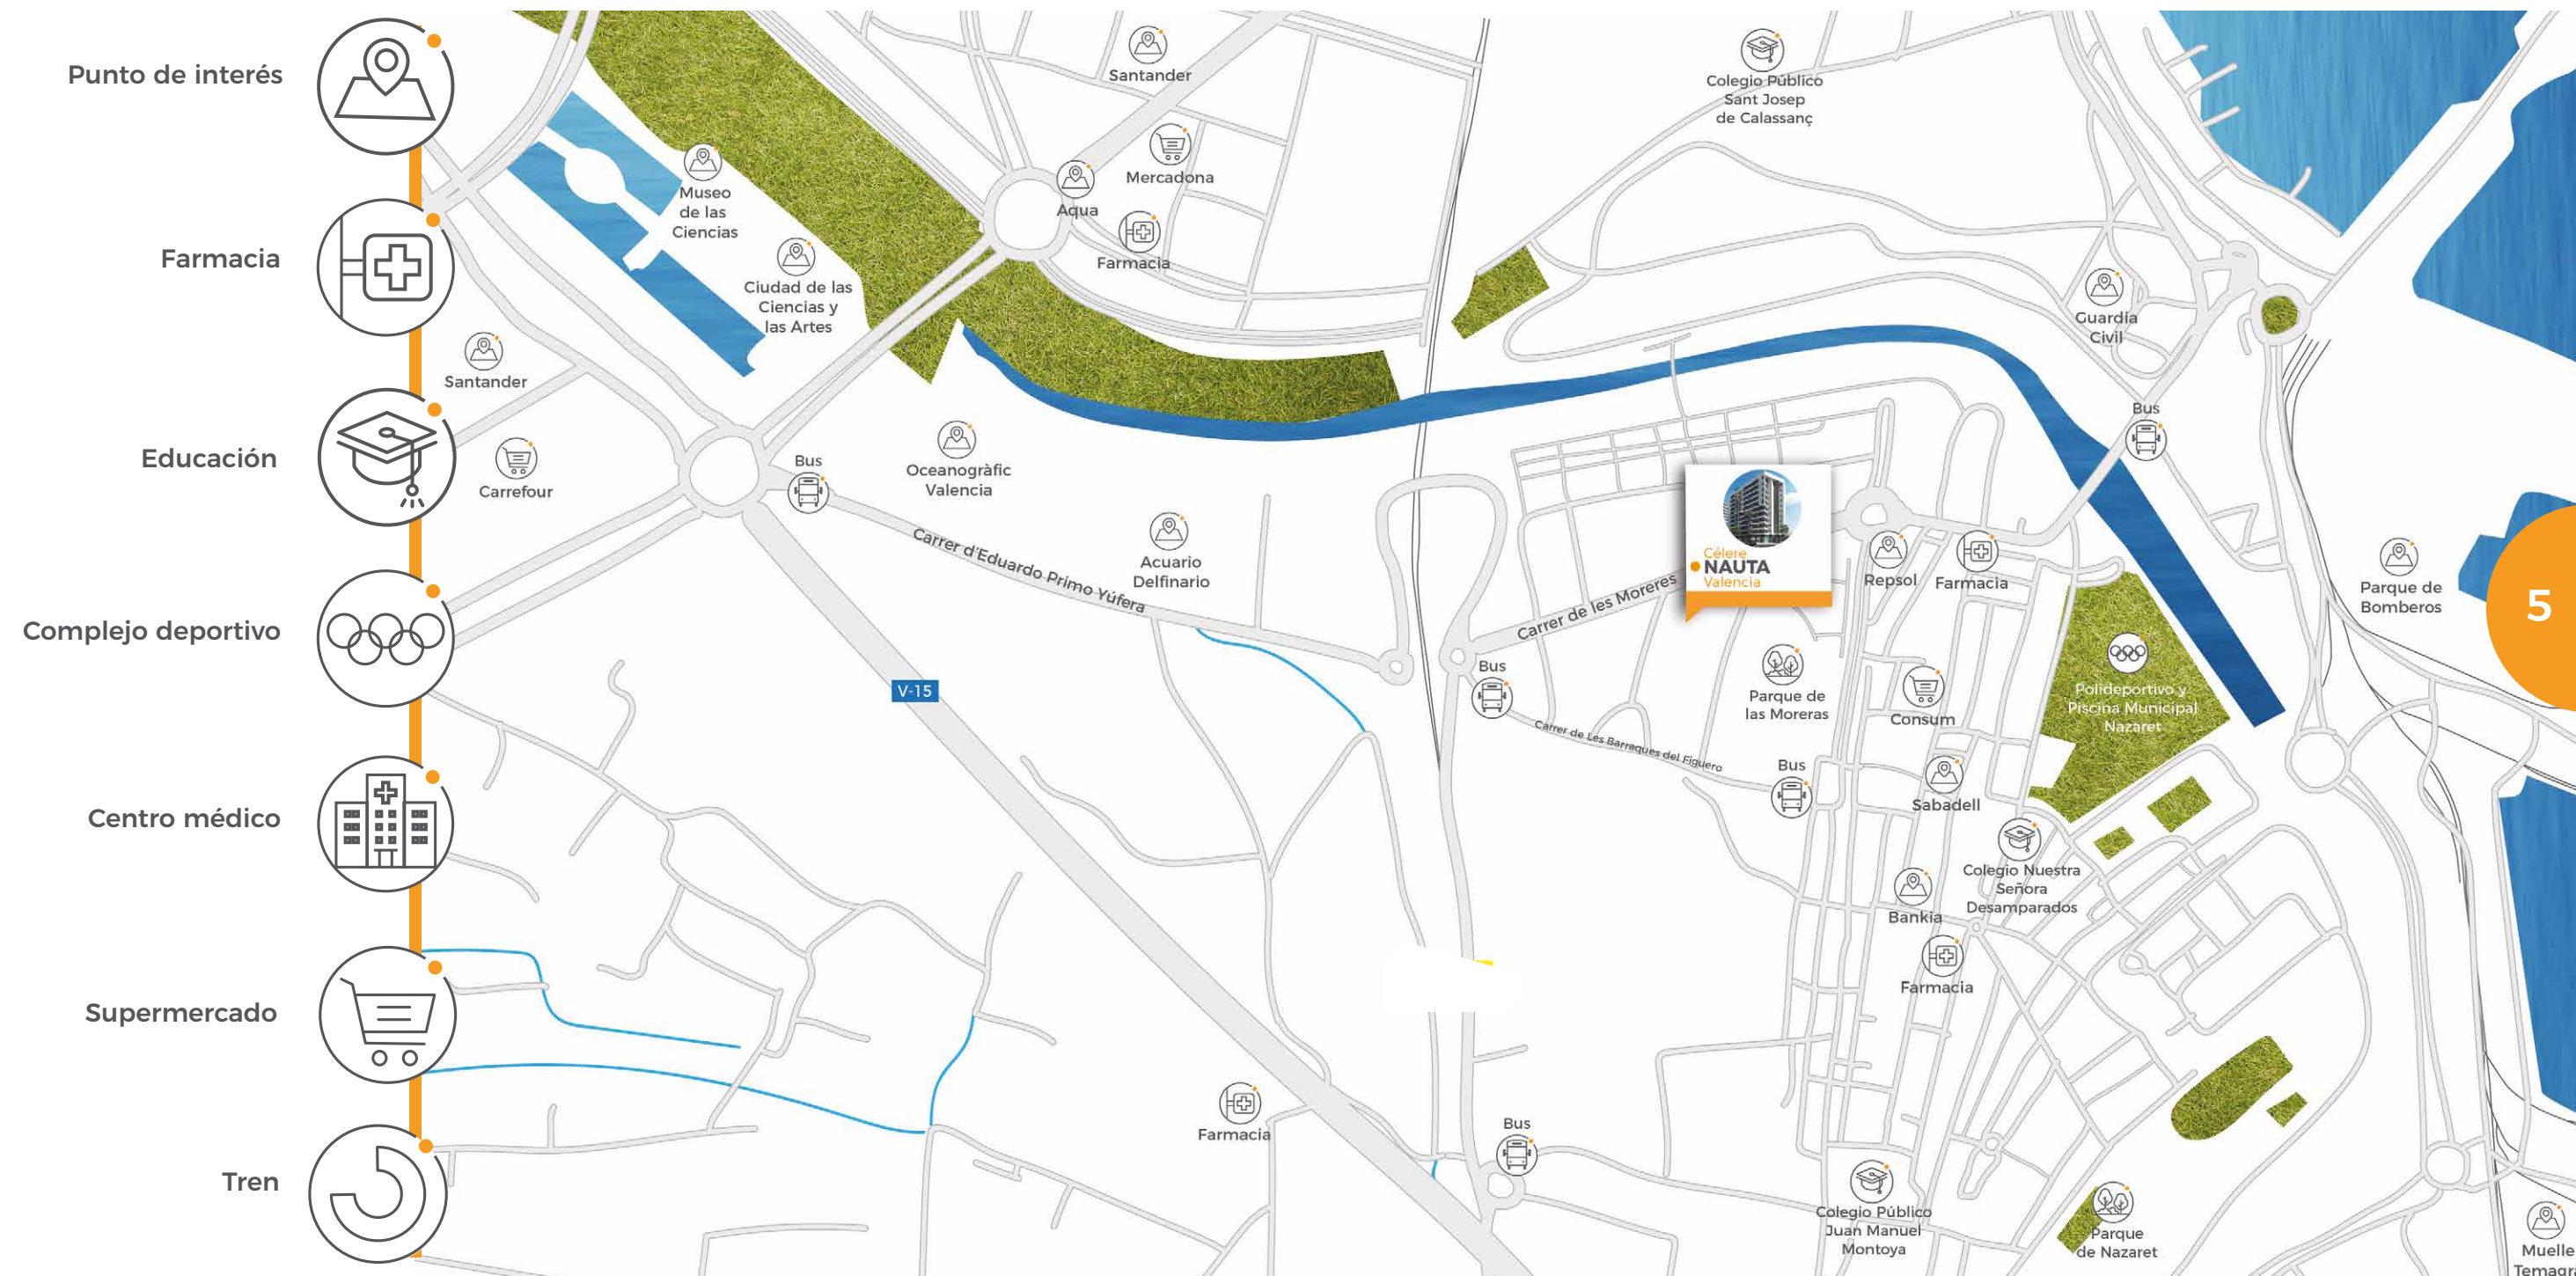 Punto de interés
Farmacia
Educación
Complejo deportivo
Centro médico
Supermercado
Tren
Santander
Colegio Público
Sant Josep
de Calassanç
Mercadona
Museo
de las
Ciencias
Aqua
Farmacia
Ciudad de las
Ciencias y
las Artes
Guardia
Civil
Santander
Carrefour
Bus
Oceanogràfic
Valencia
Bus
Acuario
Delfinario
Carrer d'Eduardo Primo Yúfera
Célere
NAUTA
Valencia
Carrer de les Moreres
Repsol
Farmacia
Parque de
Bomberos
5
V-15
Bus
Parque de
las Moreras
Consum
Polideportivo y
Piscina Municipal
Nazaret
Carrer de Les Barraques del Figuero
Bus
Sabadell
Colegio Nuestra
Señora
Desamparados
Bankia
Farmacia
Farmacia
Bus
Colegio Público
Juan Manuel
Montoya
Parque
de Nazaret
Muelle